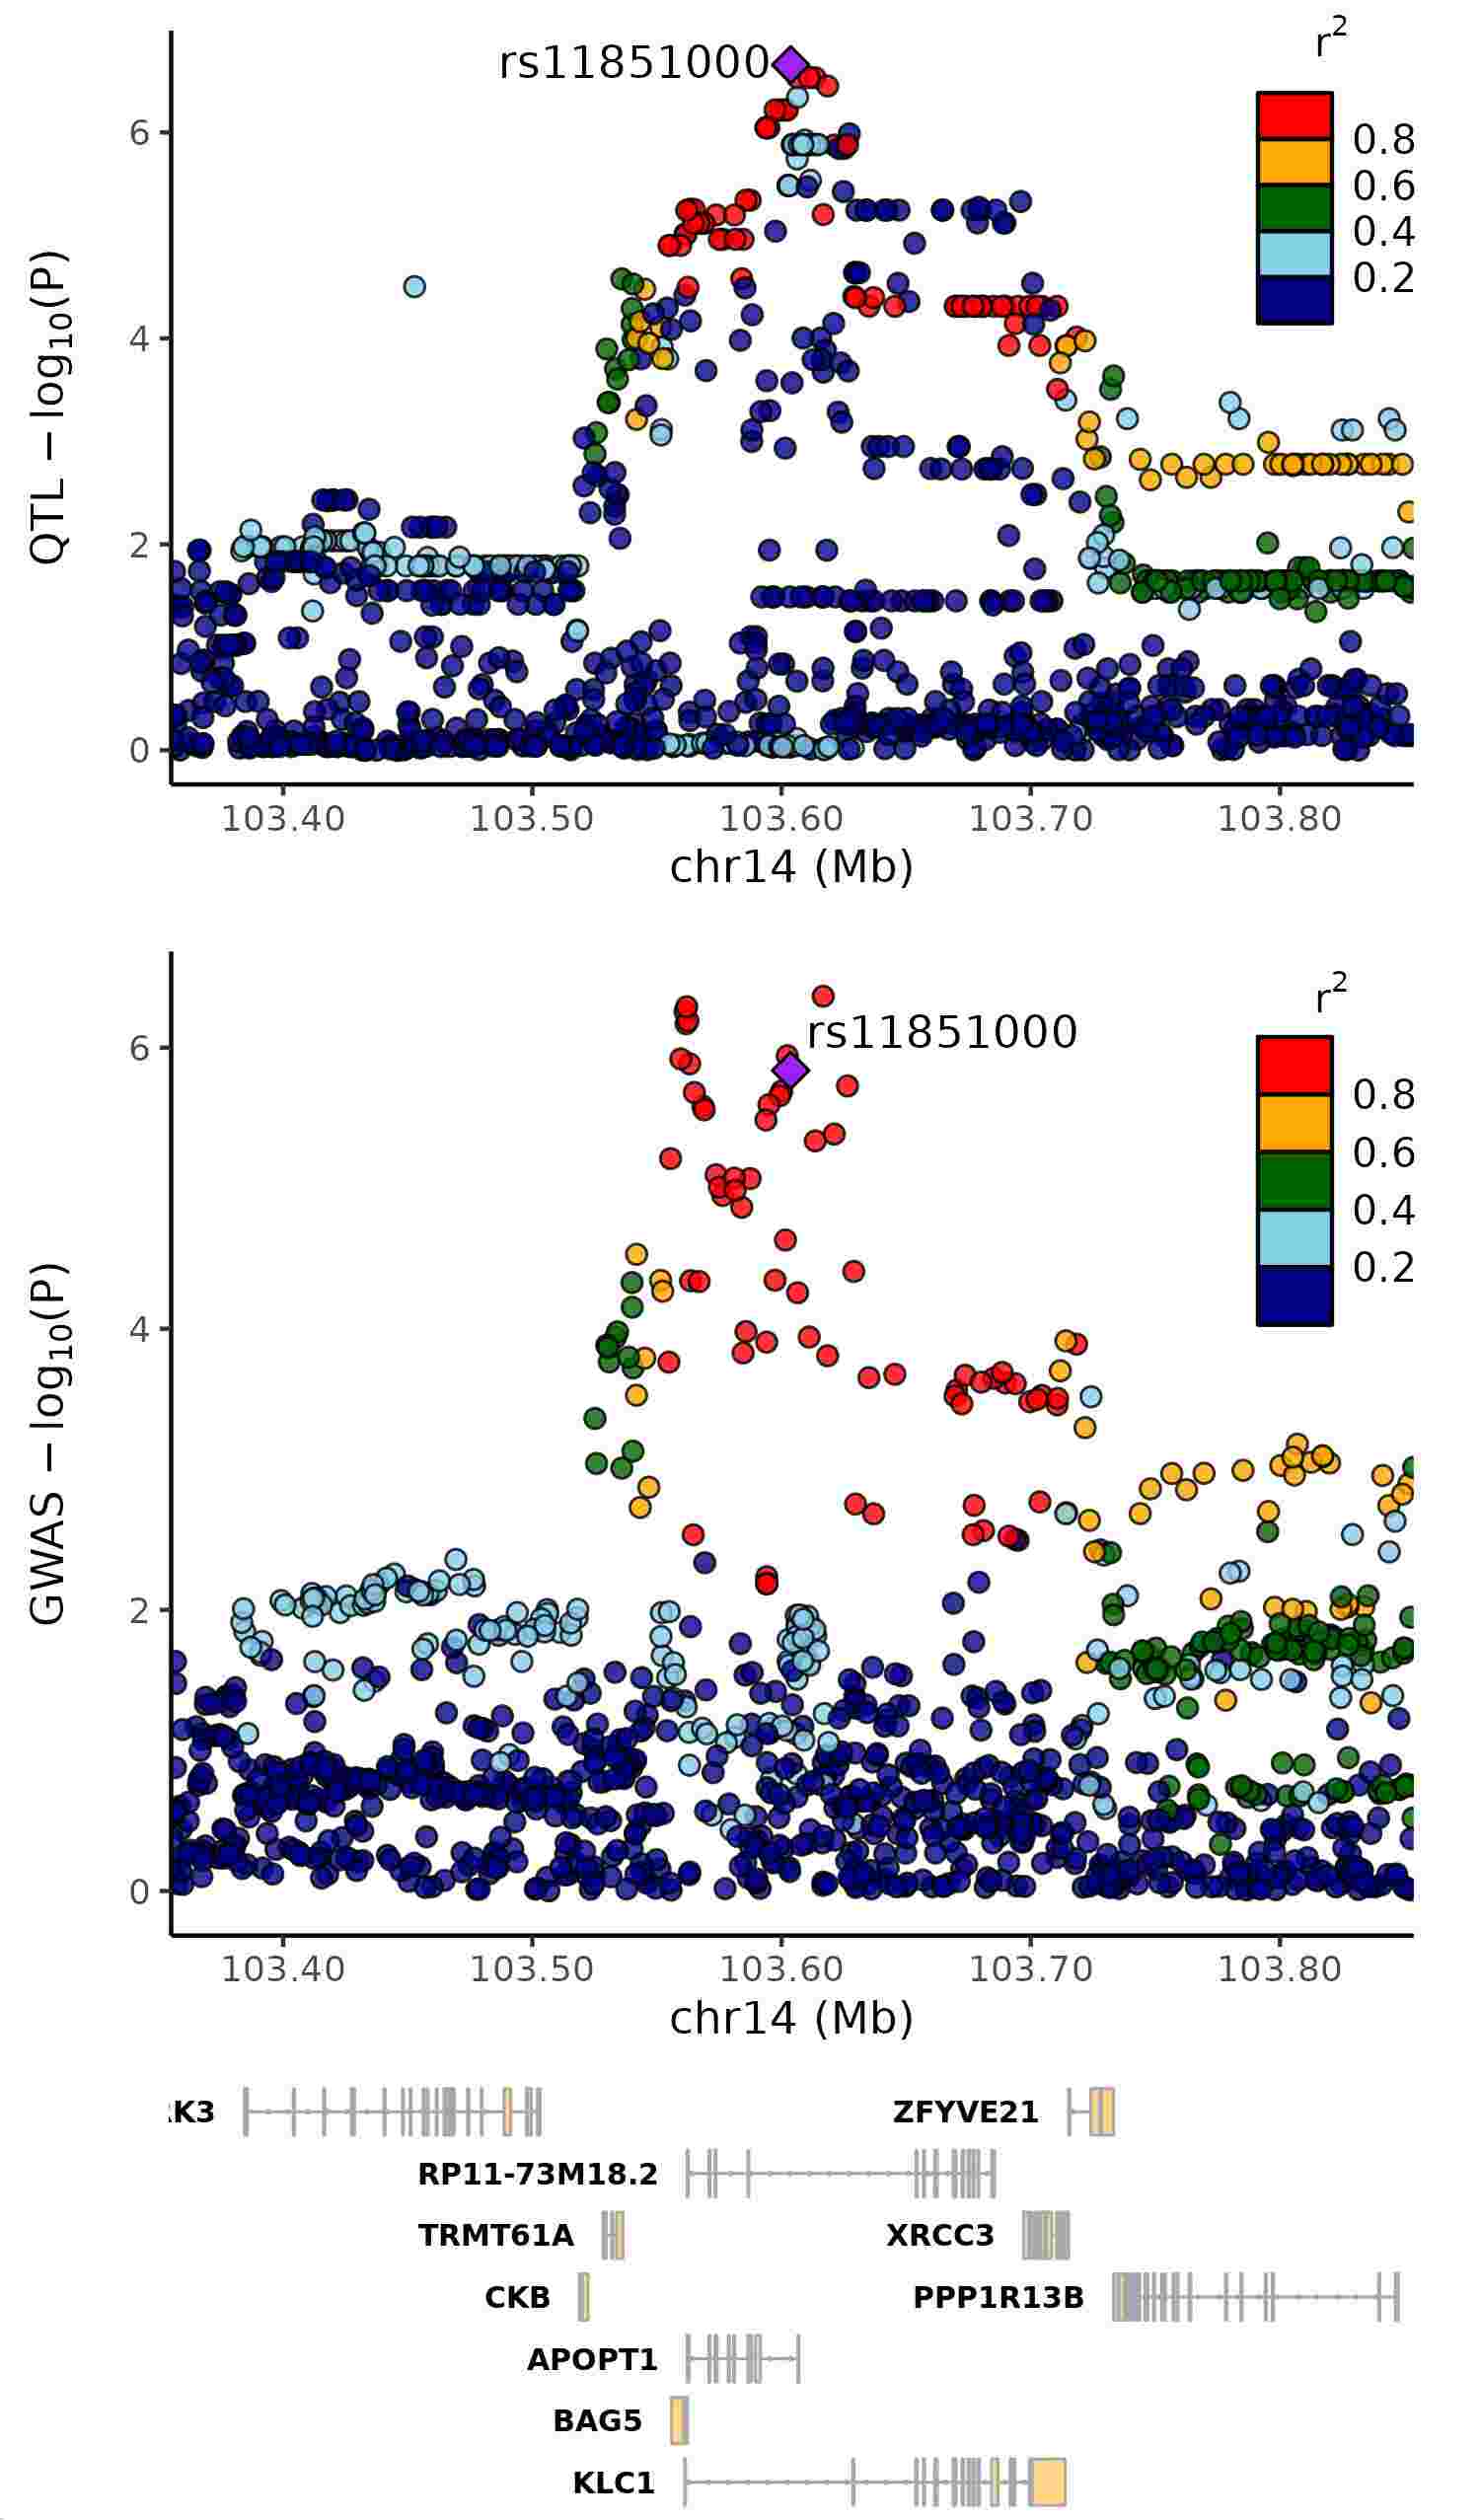 r²
rs11851000
0.8
0.6
0.4
0.2
6
4
2
0
QTL − log₁₀(P)
103.40 103.50 103.60 103.70 103.80
chr14 (Mb)
r²
rs11851000
0.8
0.6
0.4
0.2
6
4
2
0
GWAS − log₁₀(P)
103.40 103.50 103.60 103.70 103.80
chr14 (Mb)
K3 ZFYVE21
RP11-73M18.2
TRMT61A XRCC3
CKB PPP1R13B
APOPT1
BAG5
KLC1